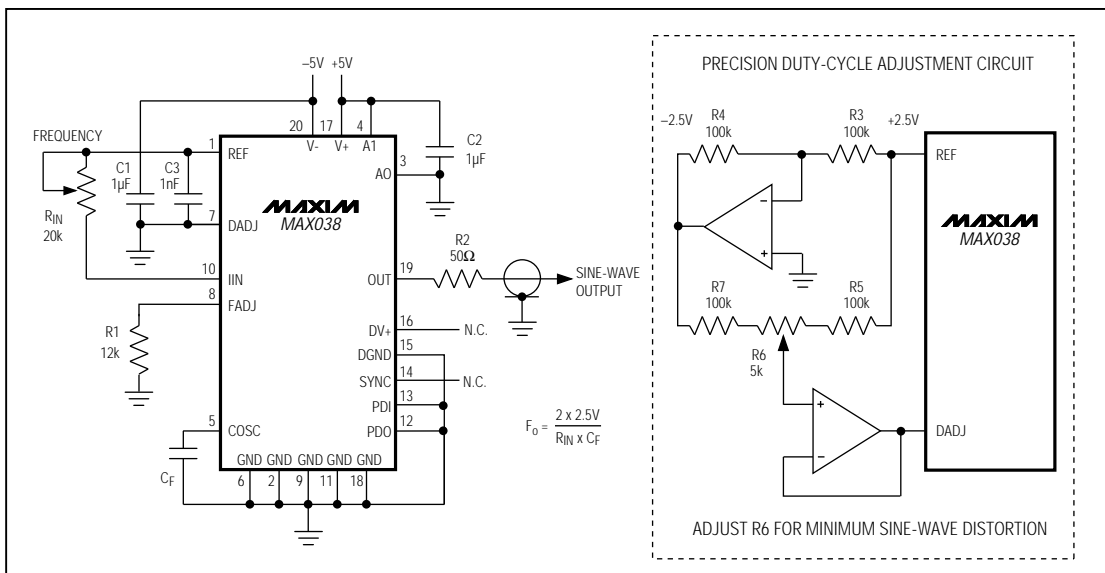 –5V +5V
20 17 4
V- V+ A1
FREQUENCY
1 REF
C1
1µF
C3
1nF
C2
1µF
3
AO
MAXIM
MAX038
RIN
20k
7 DADJ
10 IIN
8 FADJ
R1
12k
R2
50Ω
OUT 19
SINE-WAVE
OUTPUT
DV+ 16 N.C.
DGND 15
SYNC 14 N.C.
PDI 13
PDO 12
5 COSC
CF
GND GND GND GND GND
6 2 9 11 18
Fo = 2 x 2.5V
RIN x CF
PRECISION DUTY-CYCLE ADJUSTMENT CIRCUIT
–2.5V
R4
100k
R3
100k
+2.5V
REF
MAXIM
MAX038
–
+
R7
100k
R5
100k
R6
5k
+
–
DADJ
ADJUST R6 FOR MINIMUM SINE-WAVE DISTORTION